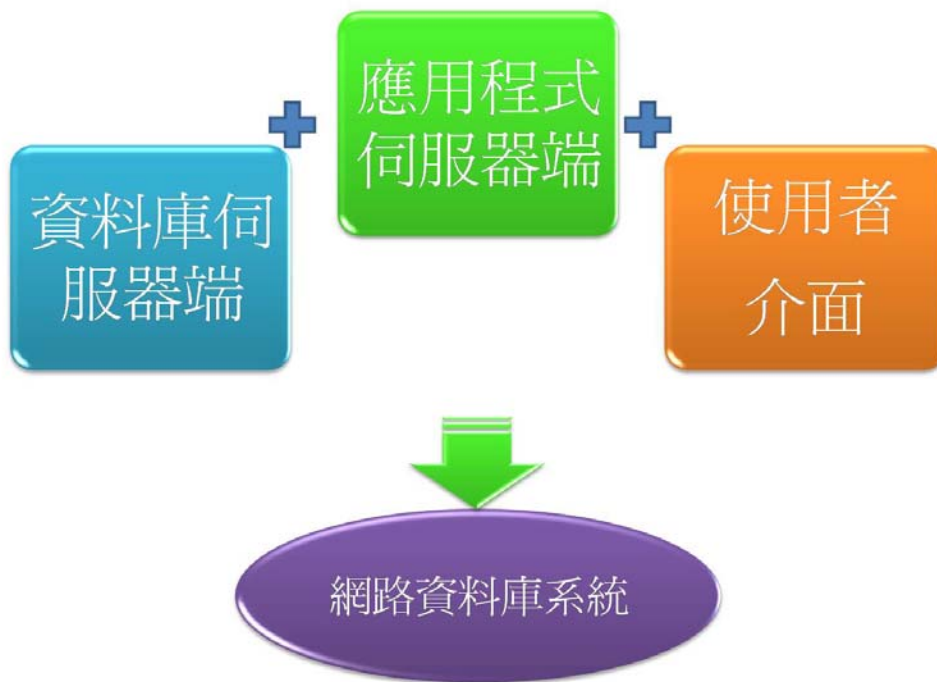 資料庫伺
服器端
應用程式
伺服器端
使用者
介面
網路資料庫系統